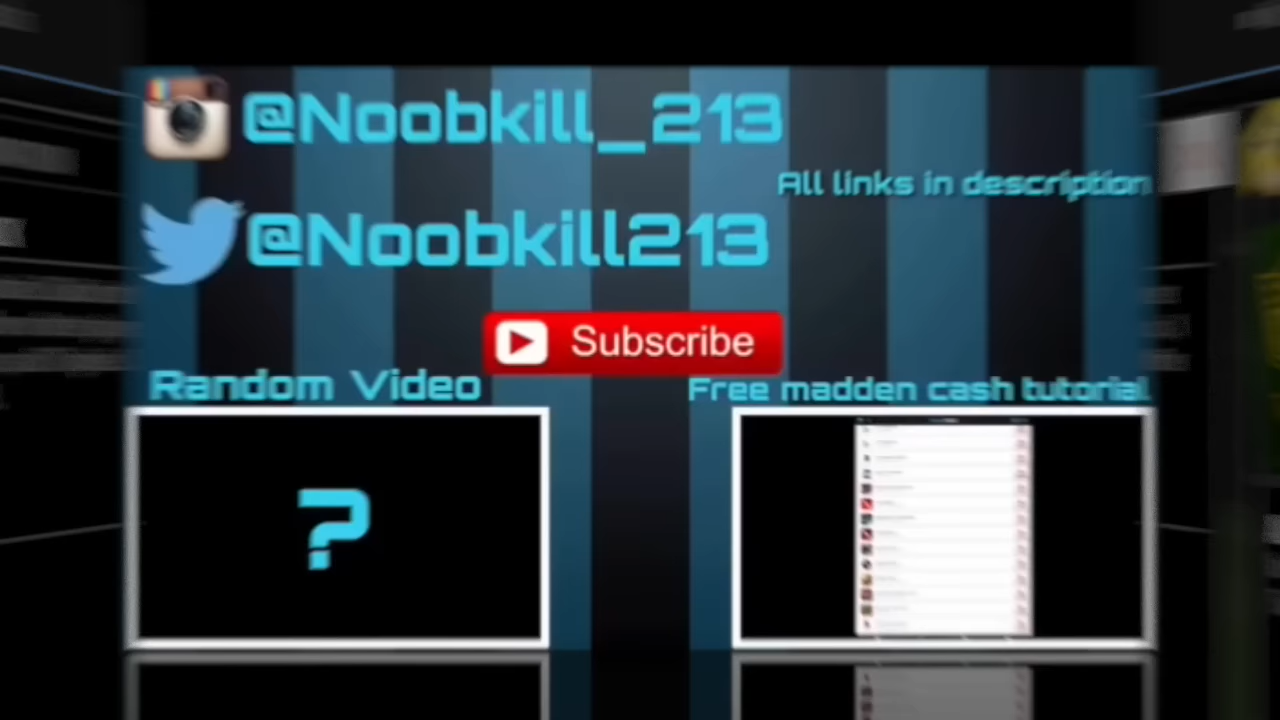 @Noobkill_213
All links in description
@Noobkill213
Subscribe
Random Video
Free madden cash tutorial
?